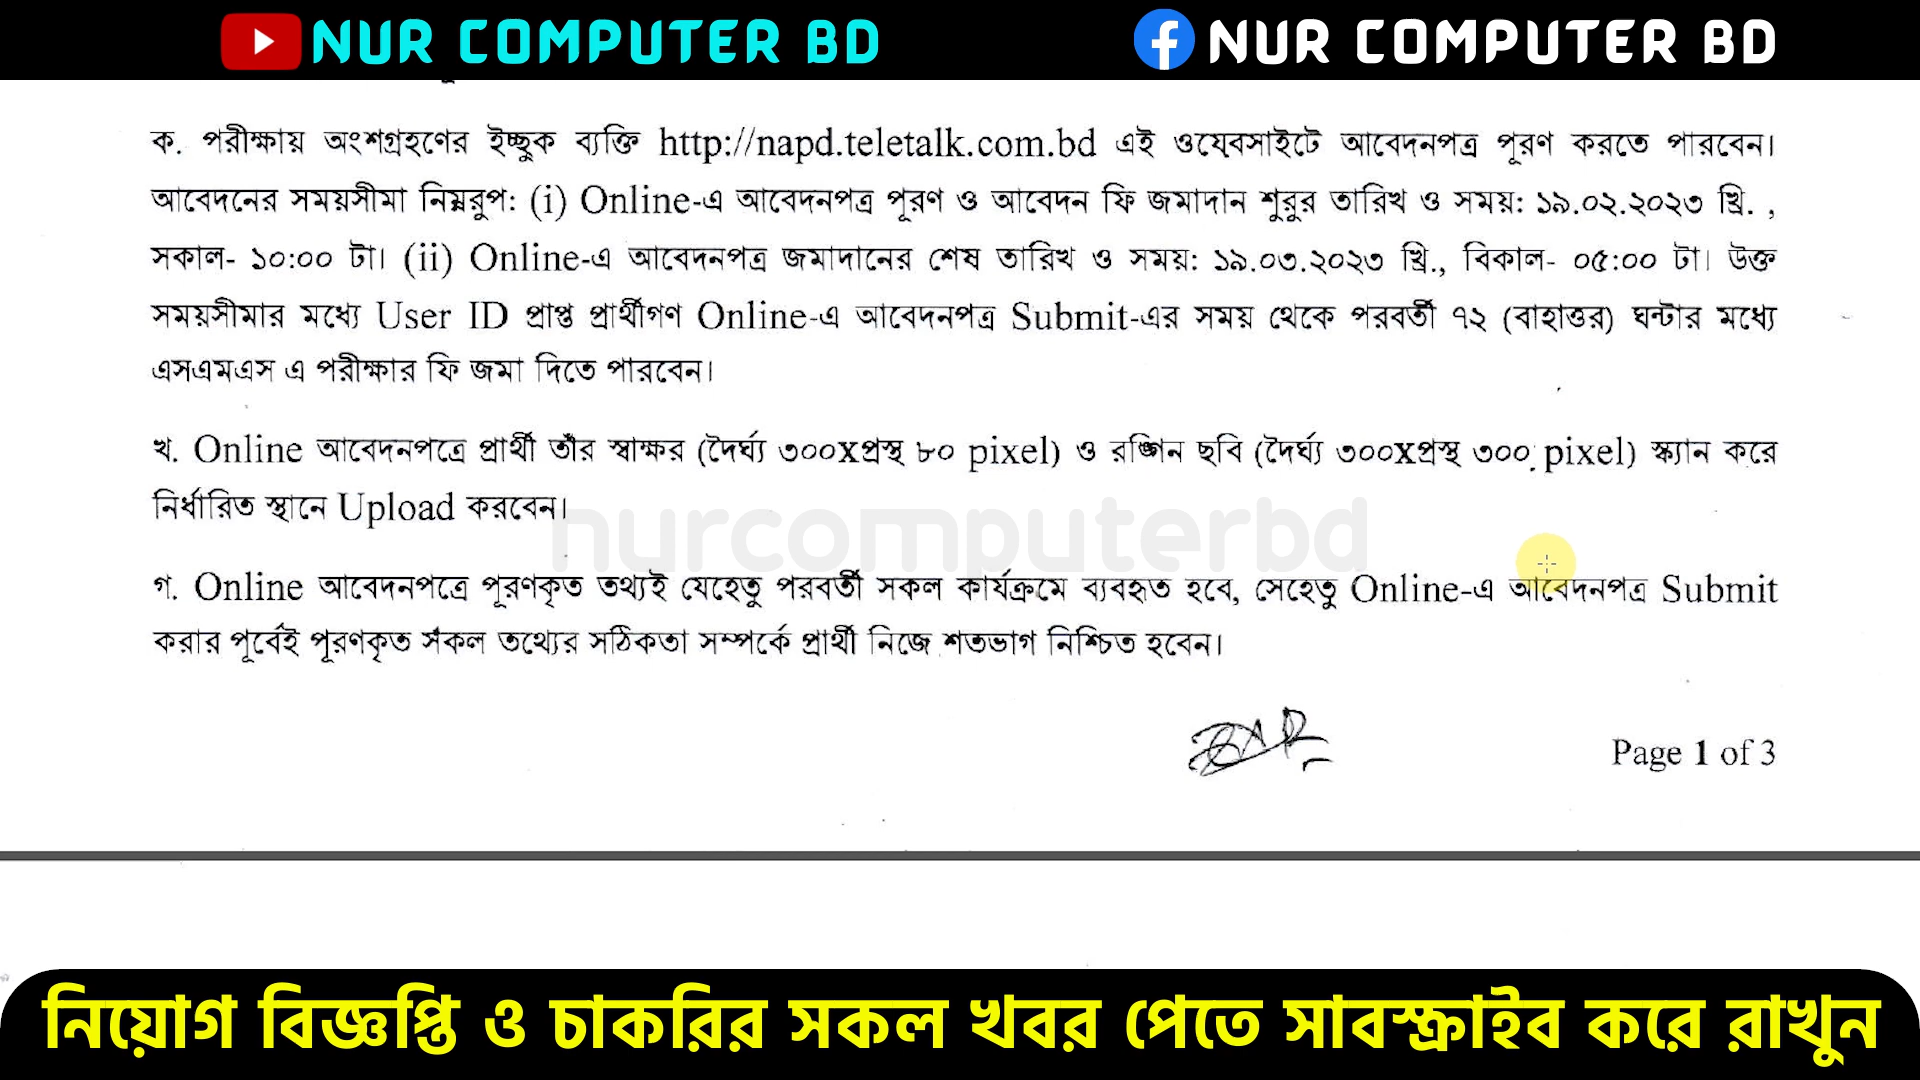 NUR COMPUTER BD
NUR COMPUTER BD
ক. পরীক্ষায় অংশগ্রহণের ইচ্ছুক ব্যক্তি http://napd.teletalk.com.bd এই ওয়েবসাইটে আবেদনপত্র পূরণ করতে পারবেন।
আবেদনের সময়সীমা নিম্নরুপ: (i) Online-এ আবেদনপত্র পূরণ ও আবেদন ফি জমাদান শুরুর তারিখ ও সময়: ১৯.০২.২০২৩ খ্রি. ,
সকাল- ১০:০০ টা। (ii) Online-এ আবেদনপত্র জমাদানের শেষ তারিখ ও সময়: ১৯.০৩.২০২৩ খ্রি., বিকাল- ০৫:০০ টা। উক্ত
সময়সীমার মধ্যে User ID প্রাপ্ত প্রার্থীগণ Online-এ আবেদনপত্র Submit-এর সময় থেকে পরবর্তী ৭২ (বাহাত্তর) ঘন্টার মধ্যে
এসএমএস এ পরীক্ষার ফি জমা দিতে পারবেন।
খ. Online আবেদনপত্রে প্রার্থী তাঁর স্বাক্ষর (দৈর্ঘ্য ৩০০Xপ্রস্থ ৮০ pixel) ও রঙ্গিন ছবি (দৈর্ঘ্য ৩০০Xপ্রস্থ ৩০০ pixel) স্ক্যান করে
নির্ধারিত স্থানে Upload করবেন।
nurcomputerbd
গ. Online আবেদনপত্রে পূরণকৃত তথ্যই যেহেতু পরবর্তী সকল কার্যক্রমে ব্যবহৃত হবে, সেহেতু Online-এ আবেদনপত্র Submit
করার পূর্বেই পূরণকৃত সকল তথ্যের সঠিকতা সম্পর্কে প্রার্থী নিজে শতভাগ নিশ্চিত হবেন।
Page 1 of 3
নিয়োগ বিজ্ঞপ্তি ও চাকরির সকল খবর পেতে সাবস্ক্রাইব করে রাখুন